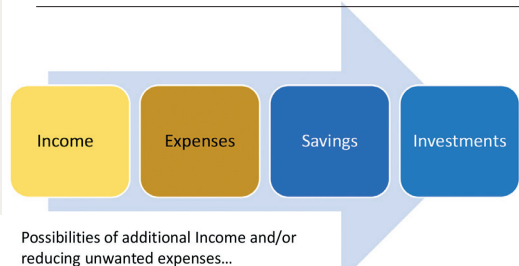 Income
Expenses
Savings
Investments
Possibilities of additional Income and/or
reducing unwanted expenses...